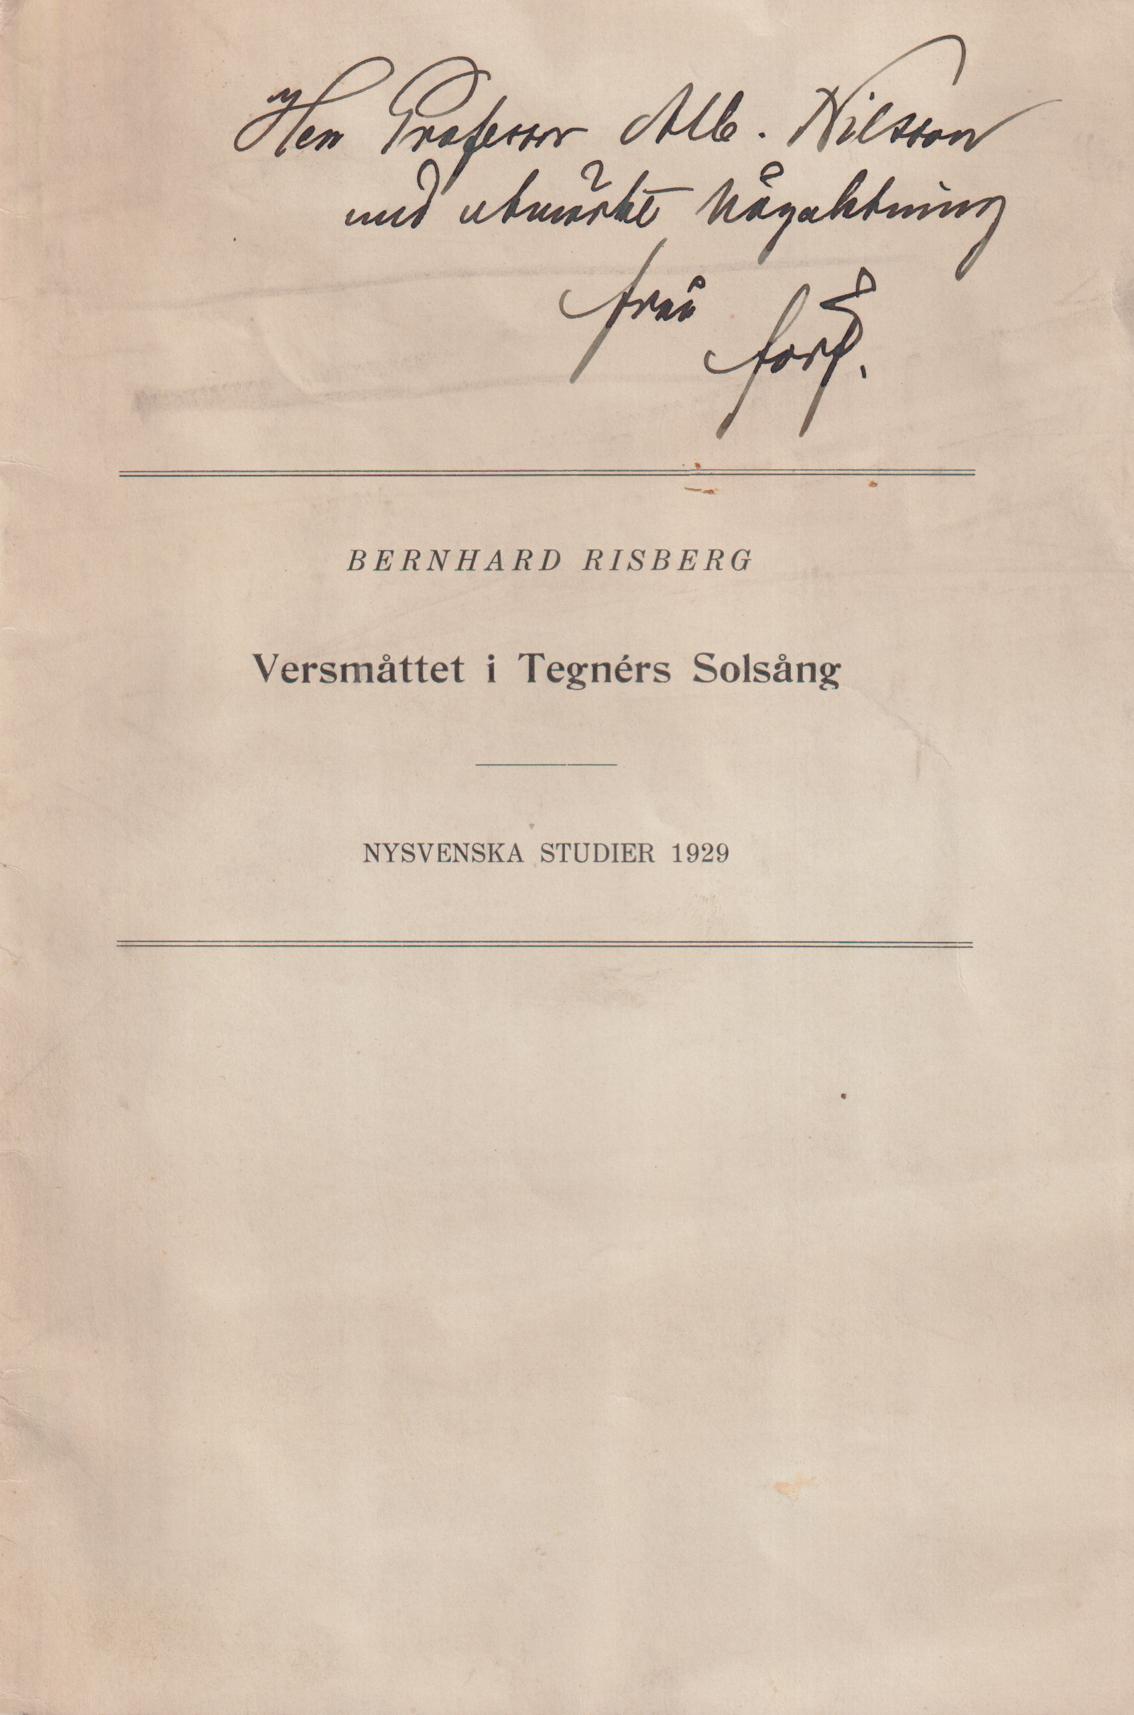 Herr Professor Alb. Nilsson
med utmärkt högaktning
från
förf.
BERNHARD RISBERG
Versmåttet i Tegnérs Solsång
NYSVENSKA STUDIER 1929